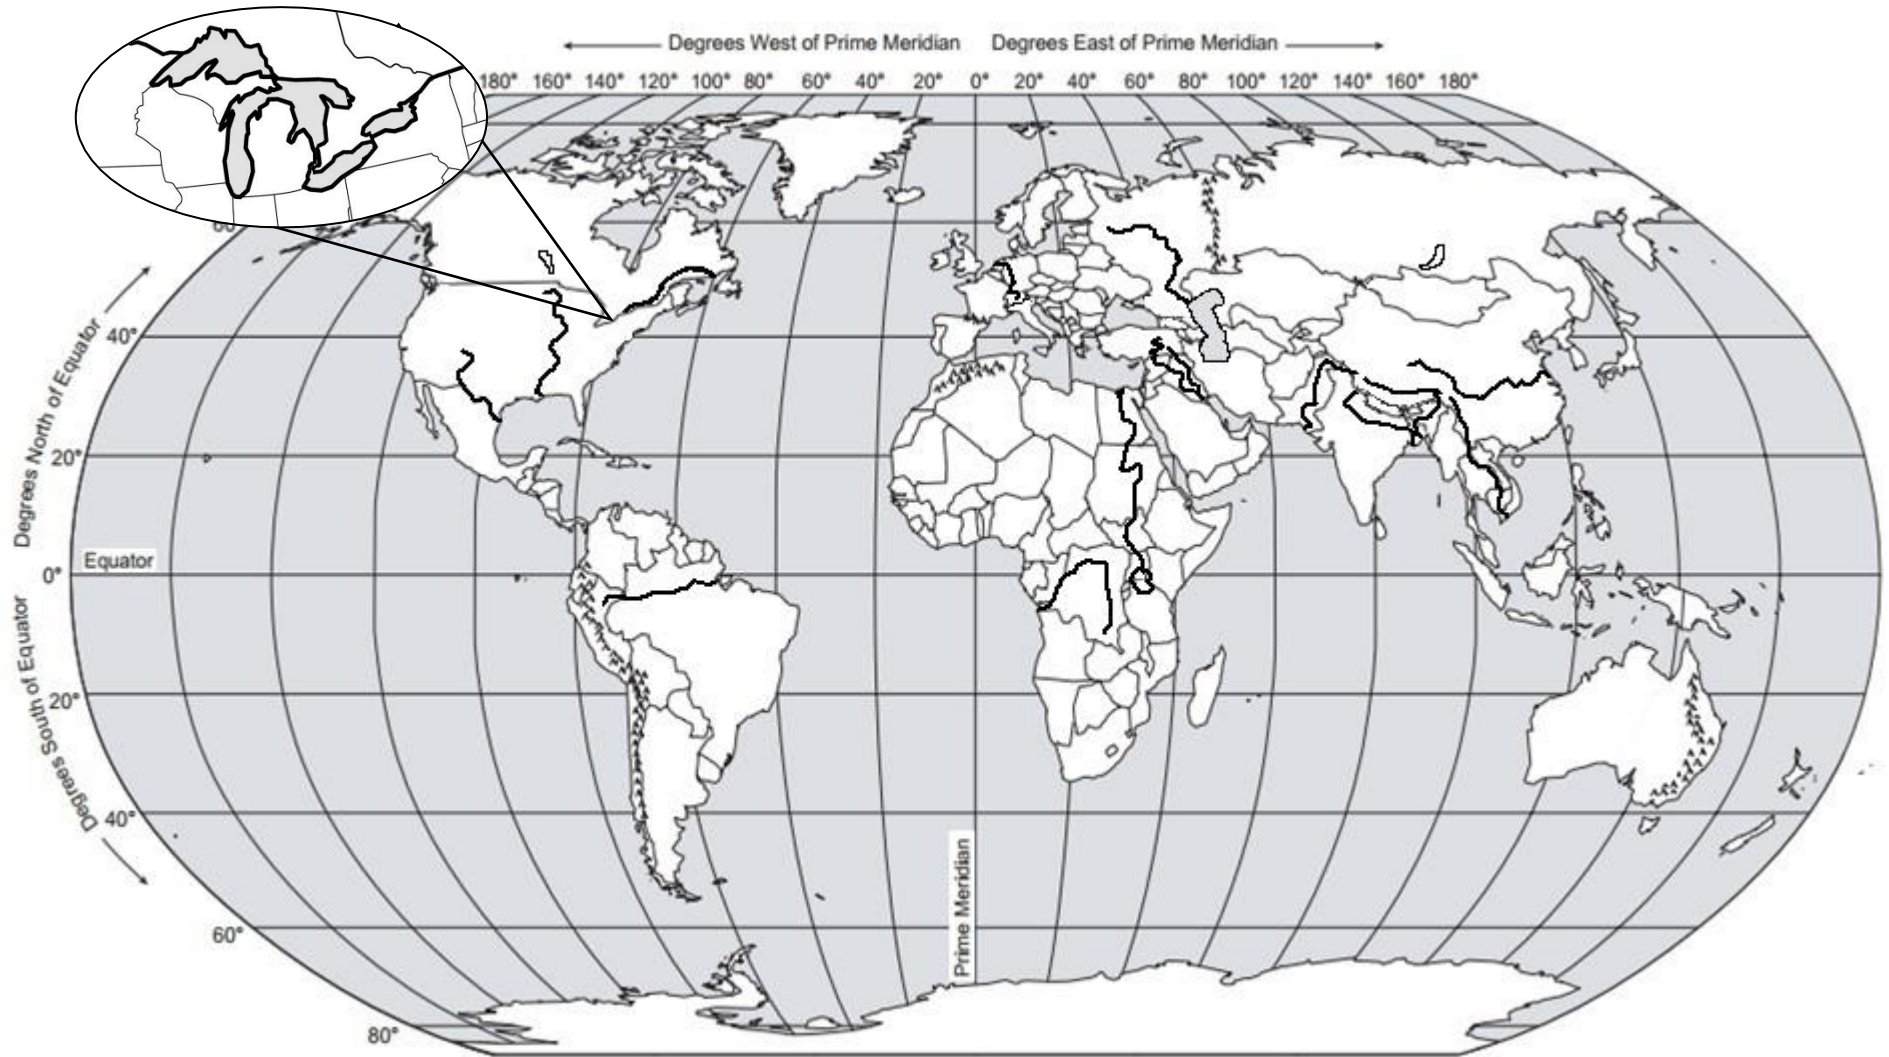 Degrees West of Prime Meridian Degrees East of Prime Meridian
180° 160° 140° 120° 100° 80° 60° 40° 20° 0° 20° 40° 60° 80° 100° 120° 140° 160° 180°
40°
20°
Degrees North of Equator
Equator
0°
Degrees South of Equator
20°
40°
Prime Meridian
60°
80°